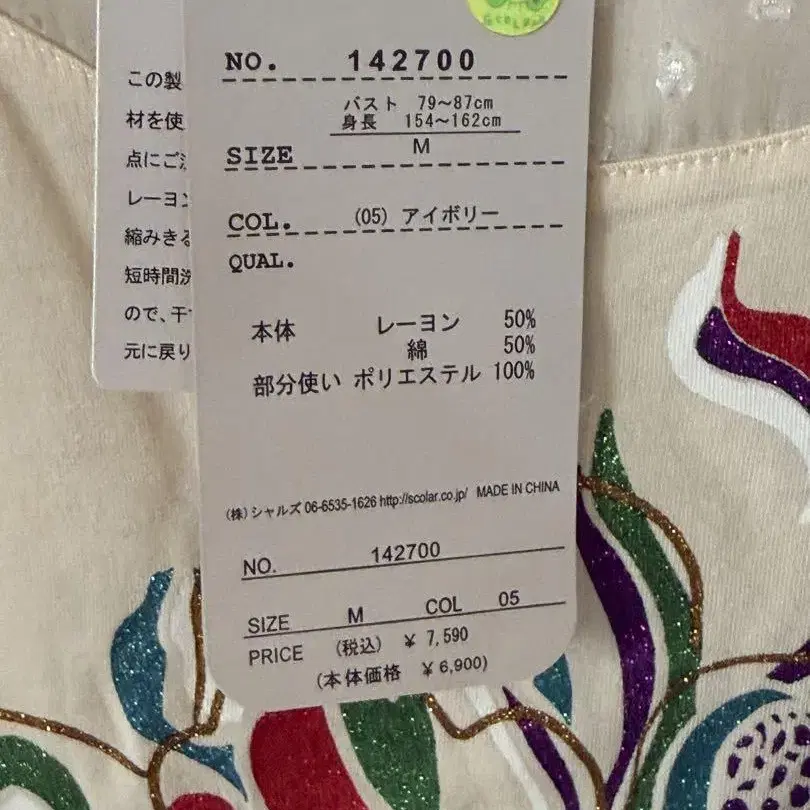 この製
材を使
点にご
レーヨ
縮みきる
短時間洗
ので、干
元に戻り
NO. 142700
バスト 79~87cm
身長 154~162cm
SIZE M
COL. (05) アイボリー
QUAL.
本体 レーヨン 50%
綿 50%
部分使い ポリエステル 100%
(株)シャルズ 06-6535-1626 http://scolar.co.jp/ MADE IN CHINA
NO. 142700
SIZE M COL 05
PRICE (税込) ¥ 7,590
(本体価格 ¥ 6,900)